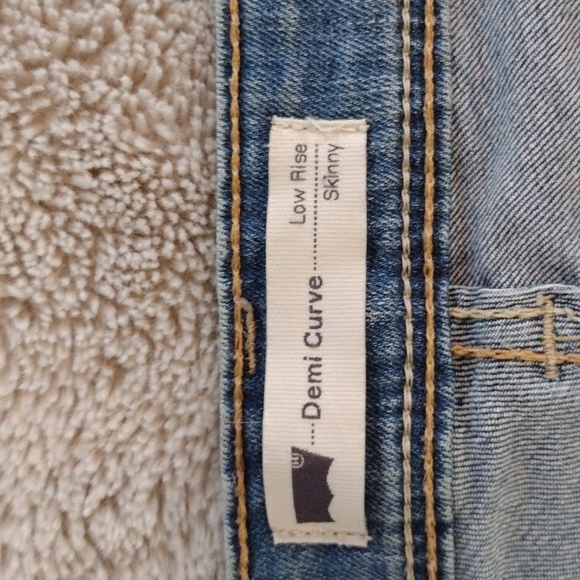 Low Rise
Demi Curve
Skinny